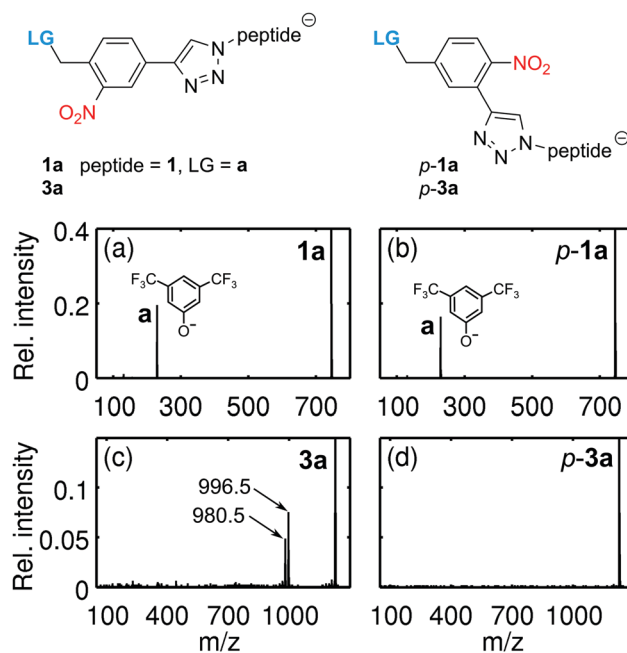 LG
O₂N
N
N
N
peptide⊖
1a peptide = 1, LG = a
3a
LG
NO₂
N
N
N
peptide⊖
p-1a
p-3a
Rel. intensity
0.4
0.2
0
(a)
1a
F₃C
CF₃
a
O⁻
100 300 500 700
(b)
p-1a
F₃C
CF₃
a
O⁻
100 300 500 700
Rel. intensity
0.1
0.05
0
(c)
3a
996.5
980.5
100 400 700 1000
m/z
(d)
p-3a
100 400 700 1000
m/z